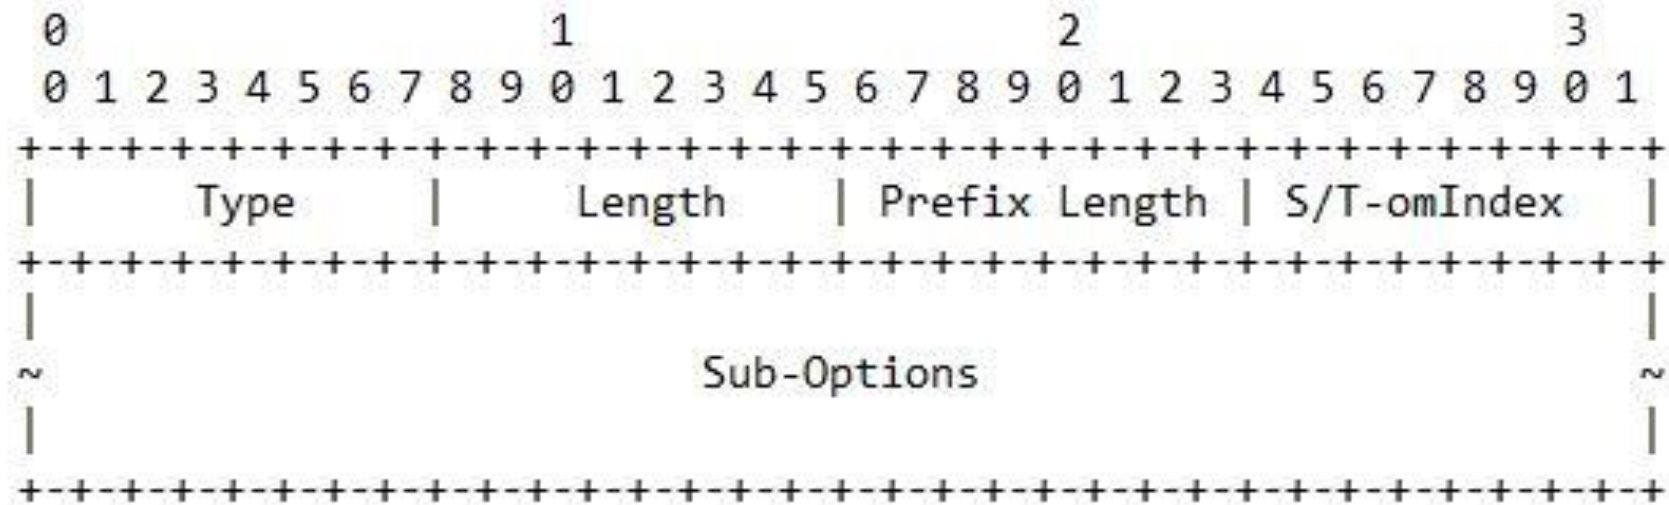 0                   1                   2                   3
0 1 2 3 4 5 6 7 8 9 0 1 2 3 4 5 6 7 8 9 0 1 2 3 4 5 6 7 8 9 0 1
+-+-+-+-+-+-+-+-+-+-+-+-+-+-+-+-+-+-+-+-+-+-+-+-+-+-+-+-+-+-+-+-+
|      Type     |     Length    | Prefix Length | S/T-omIndex   |
+-+-+-+-+-+-+-+-+-+-+-+-+-+-+-+-+-+-+-+-+-+-+-+-+-+-+-+-+-+-+-+-+
|                                                               |
~                          Sub-Options                          ~
|                                                               |
+-+-+-+-+-+-+-+-+-+-+-+-+-+-+-+-+-+-+-+-+-+-+-+-+-+-+-+-+-+-+-+-+